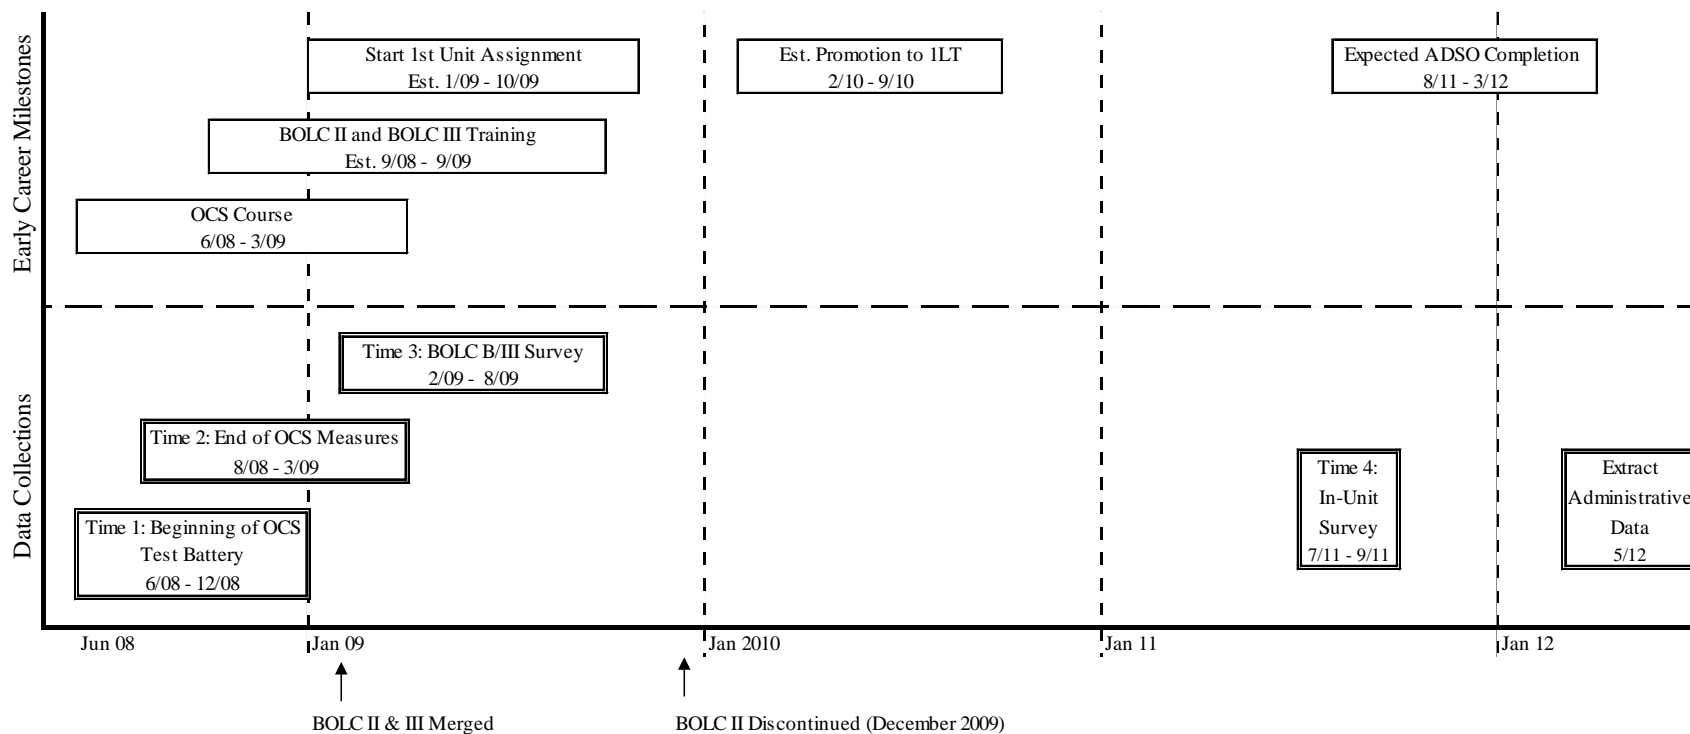 Early Career Milestones
Start 1st Unit Assignment
Est. 1/09 - 10/09
Est. Promotion to 1LT
2/10 - 9/10
Expected ADSO Completion
8/11 - 3/12
BOLC II and BOLC III Training
Est. 9/08 - 9/09
OCS Course
6/08 - 3/09
Data Collections
Time 3: BOLC B/III Survey
2/09 - 8/09
Time 2: End of OCS Measures
8/08 - 3/09
Time 1: Beginning of OCS
Test Battery
6/08 - 12/08
Time 4:
In-Unit
Survey
7/11 - 9/11
Extract
Administrative
Data
5/12
Jun 08
Jan 09
Jan 2010
Jan 11
Jan 12
BOLC II & III Merged
BOLC II Discontinued (December 2009)